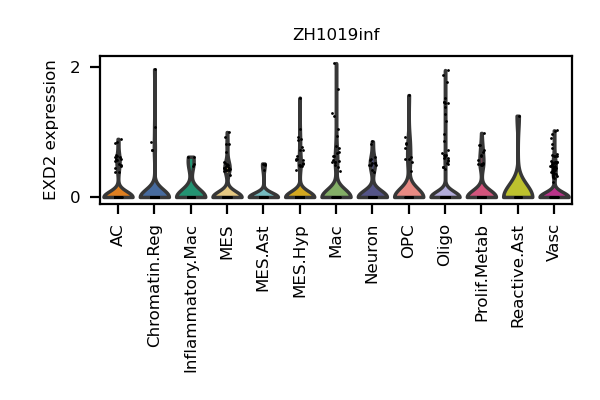 ZH1019inf
EXD2 expression
2
0
AC
Chromatin.Reg
Inflammatory.Mac
MES
MES.Ast
MES.Hyp
Mac
Neuron
OPC
Oligo
Prolif.Metab
Reactive.Ast
Vasc